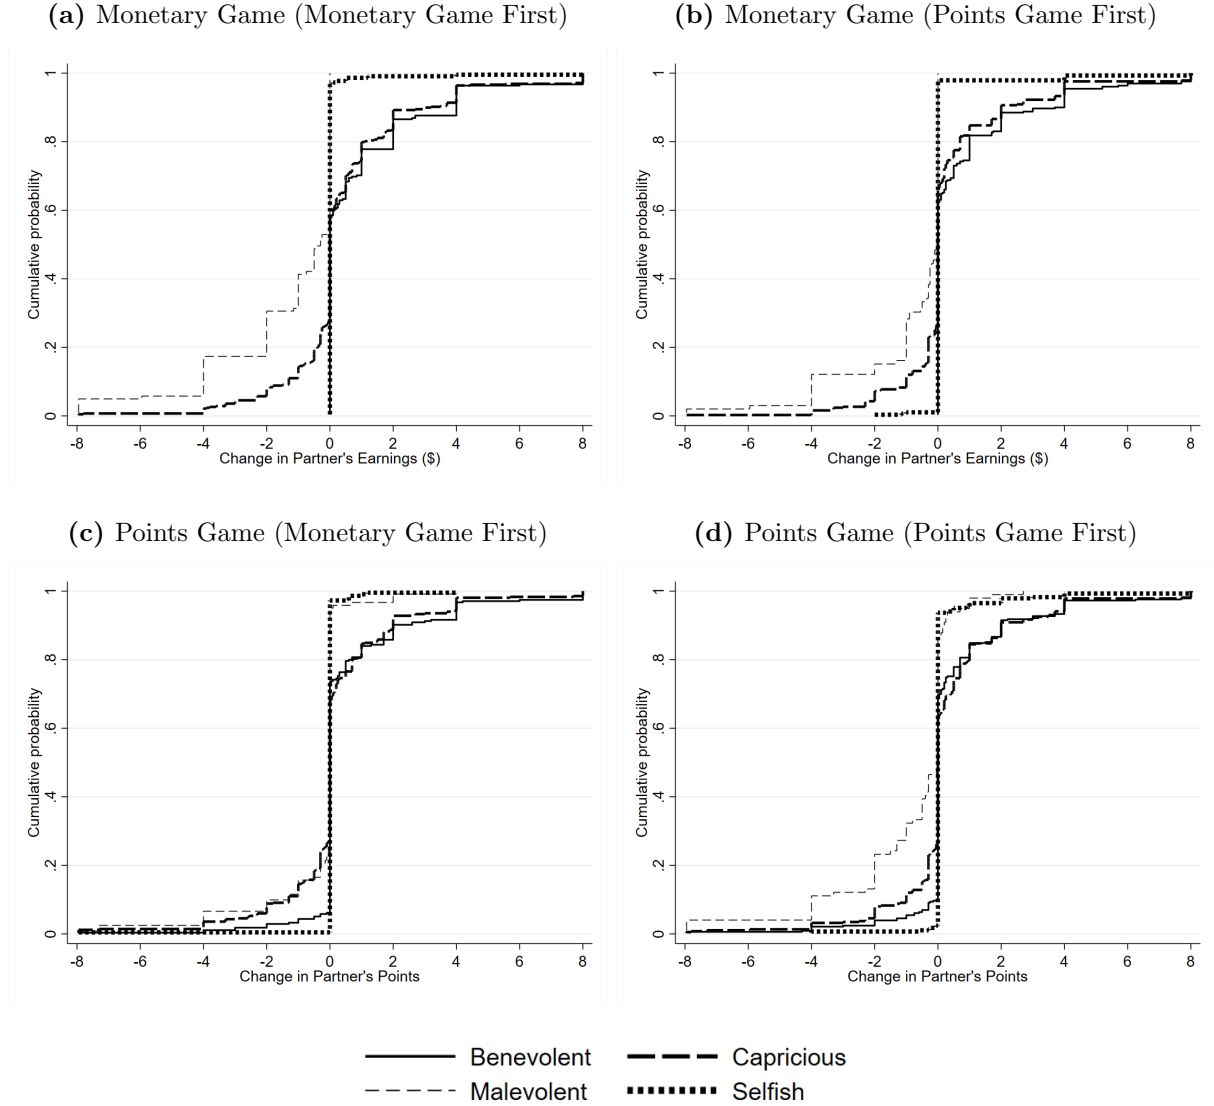 (a) Monetary Game (Monetary Game First)
(b) Monetary Game (Points Game First)
Cumulative probability
1
.8
.6
.4
.2
0
-8 -6 -4 -2 0 2 4 6 8
Change in Partner's Earnings ($)
Cumulative probability
1
.8
.6
.4
.2
0
-8 -6 -4 -2 0 2 4 6 8
Change in Partner's Earnings ($)
(c) Points Game (Monetary Game First)
(d) Points Game (Points Game First)
Cumulative probability
1
.8
.6
.4
.2
0
-8 -6 -4 -2 0 2 4 6 8
Change in Partner's Points
Cumulative probability
1
.8
.6
.4
.2
0
-8 -6 -4 -2 0 2 4 6 8
Change in Partner's Points
Benevolent Capricious
Malevolent Selfish